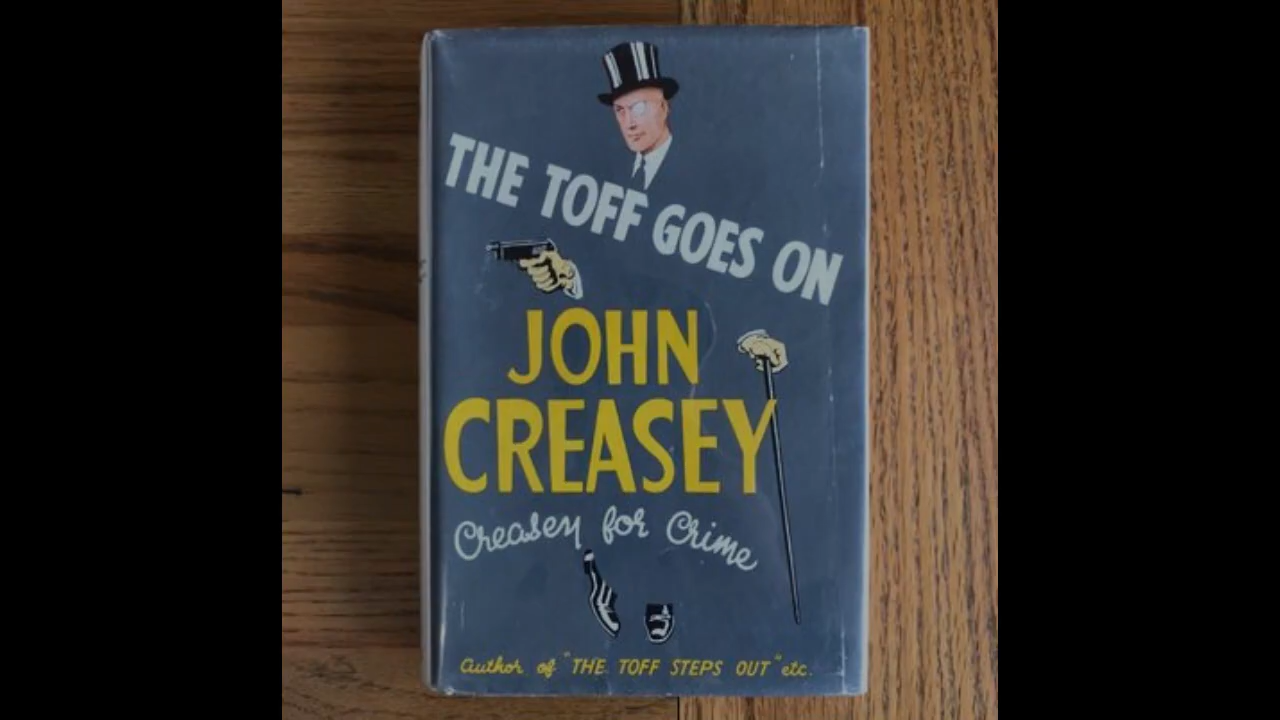 THE TOFF GOES ON
JOHN
CREASEY
Creasey for Crime
Author of "THE TOFF STEPS OUT" etc.